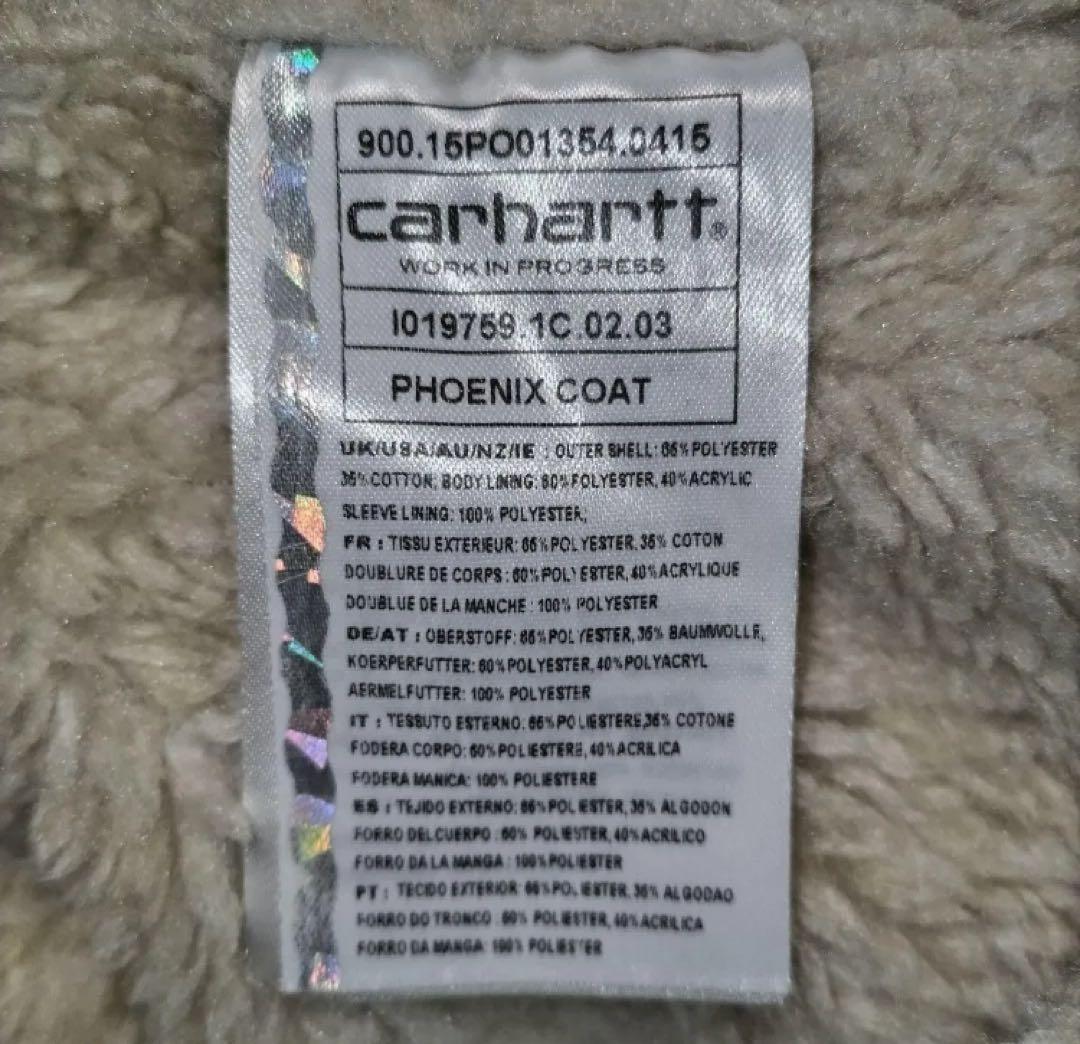 900.15PO01354.0415
carhartt®
WORK IN PROGRESS
I019759.1C.02.03
PHOENIX COAT
UK/USA/AU/NZ/IE : OUTER SHELL: 65% POLYESTER
35% COTTON; BODY LINING: 60% POLYESTER, 40% ACRYLIC
SLEEVE LINING: 100% POLYESTER,
FR : TISSU EXTERIEUR: 65% POLYESTER, 35% COTON
DOUBLURE DE CORPS : 60% POLYESTER, 40% ACRYLIQUE
DOUBLUE DE LA MANCHE : 100% POLYESTER
DE/AT : OBERSTOFF: 65% POLYESTER, 35% BAUMWOLLE,
KOERPERFUTTER: 60% POLYESTER, 40% POLYACRYL
AERMELFUTTER: 100% POLYESTER
IT : TESSUTO ESTERNO: 65% POLIESTERE, 35% COTONE
FODERA CORPO: 60% POLIESTERE, 40% ACRILICA
FODERA MANICA: 100% POLIESTERE
ES : TEJIDO EXTERNO: 65% POLIESTER, 35% ALGODON
FORRO DEL CUERPO : 60% POLIESTER, 40% ACRILICO
FORRO DA LA MANGA : 100% POLIESTER
PT : TECIDO EXTERIOR: 65% POLIESTER, 35% ALGODAO
FORRO DO TRONCO : 60% POLIESTER, 40% ACRILICA
FORRO DA MANGA: 100% POLIESTER